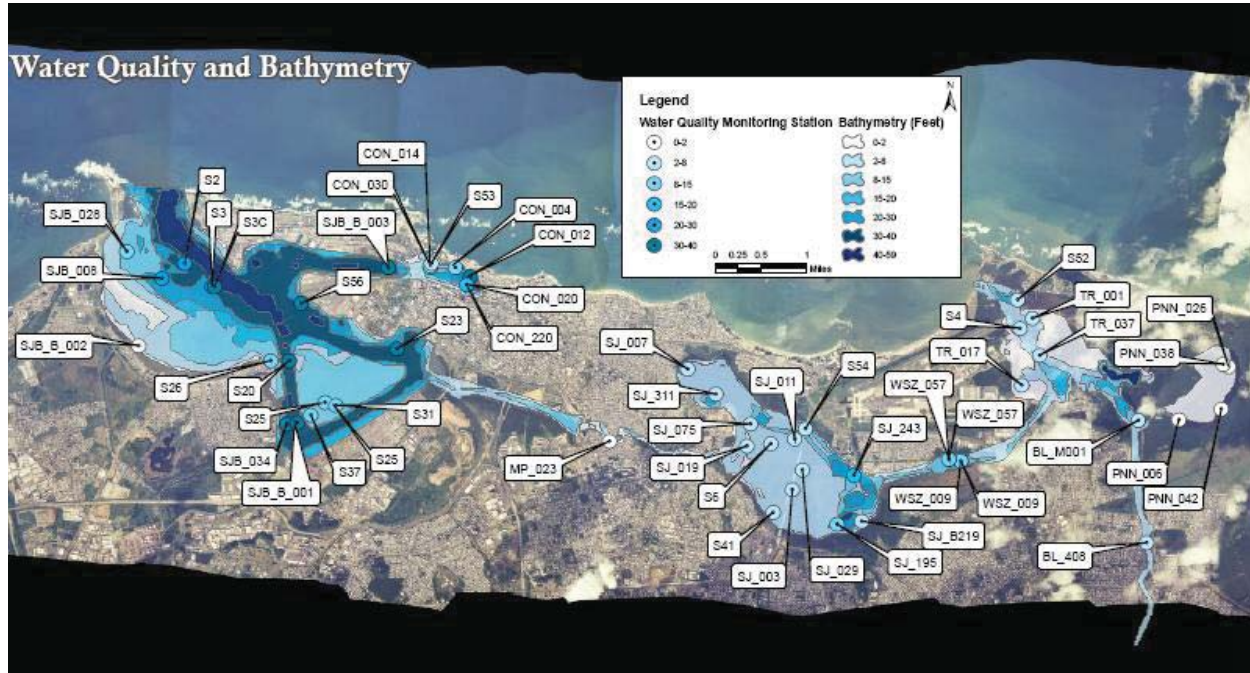 Water Quality and Bathymetry
N
Legend
Water Quality Monitoring Station
0-2
2-8
8-15
15-20
20-30
30-40
Bathymetry (Feet)
0-2
2-8
8-15
15-20
20-30
30-40
40-50
0 0.25 0.5 1
Miles
CON_014
CON_030
S53
CON_004
CON_012
CON_020
CON_220
S2
S3
S3C
SJB_B_003
SJB_028
SJB_008
S56
SJB_B_002
S23
S26
S20
S25
S31
SJB_034
S37
S25
SJB_B_001
MP_023
SJ_007
SJ_311
SJ_011
S54
SJ_075
SJ_243
SJ_019
S6
S41
SJ_003
SJ_029
SJ_195
SJ_B219
WSZ_057
WSZ_057
WSZ_009
WSZ_009
S52
TR_001
S4
TR_037
TR_017
PNN_026
PNN_038
BL_M001
PNN_006
PNN_042
BL_408